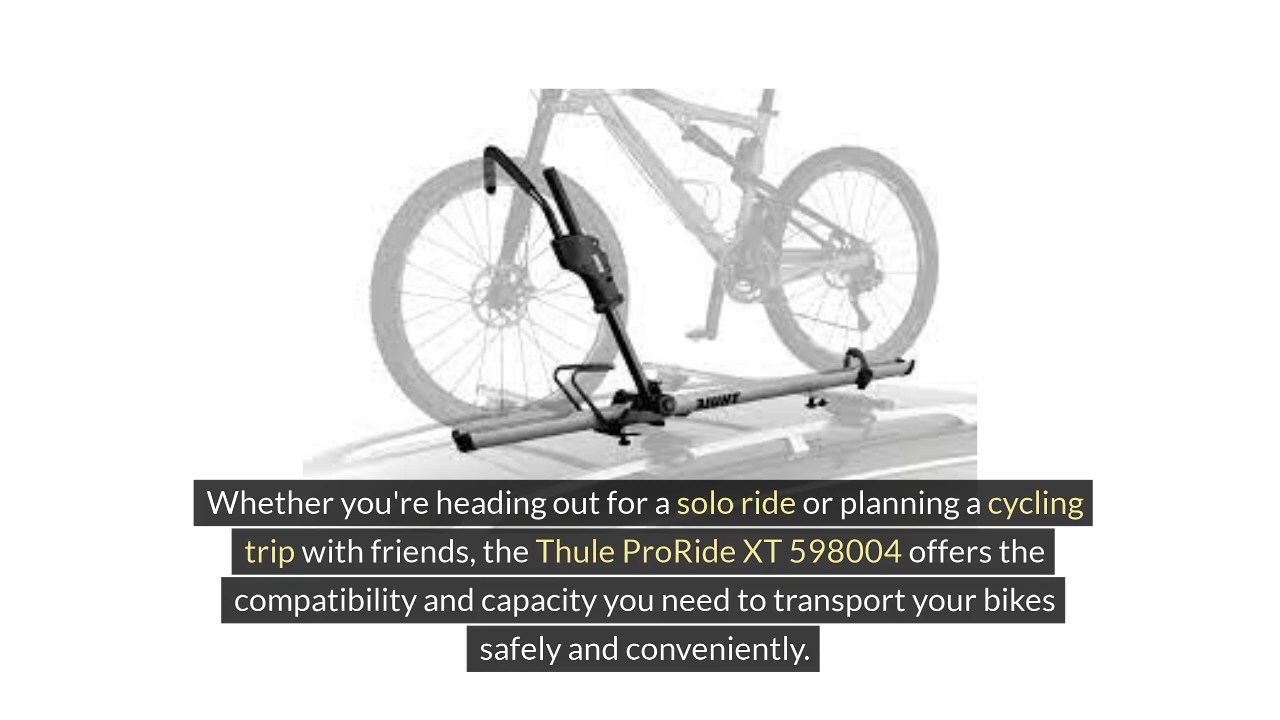 THULE
Whether you're heading out for a solo ride or planning a cycling
trip with friends, the Thule ProRide XT 598004 offers the
compatibility and capacity you need to transport your bikes
safely and conveniently.